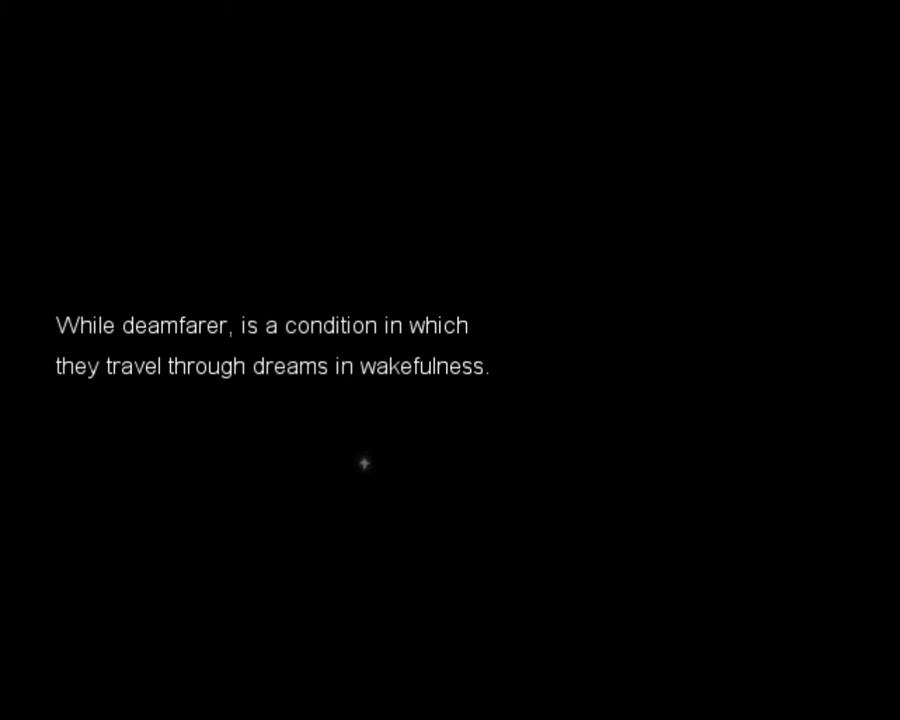 While deamfarer, is a condition in which
they travel through dreams in wakefulness.